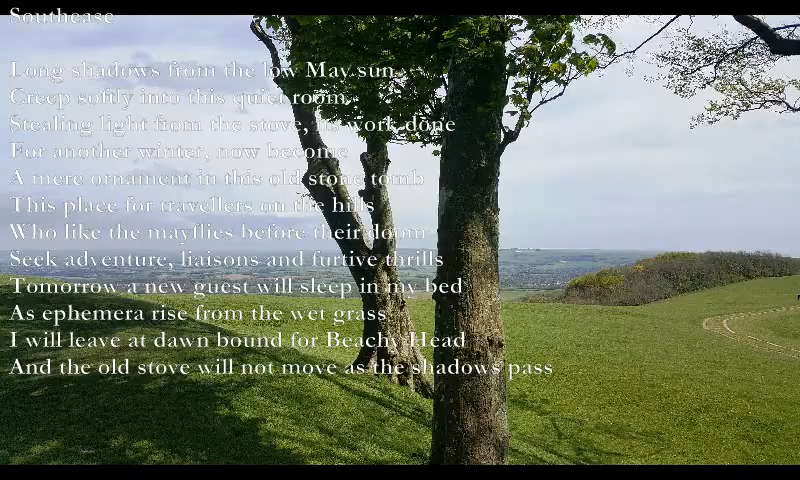 Southease
Long shadows from the low May sun
Creep softly into this quiet room
Stealing light from the stove, its work done
For another winter, now become
A mere ornament in this old stone tomb
This place for travellers on the hills
Who like the mayflies before their doom
Seek adventure, liaisons and furtive thrills
Tomorrow a new guest will sleep in my bed
As ephemera rise from the wet grass
I will leave at dawn bound for Beachy Head
And the old stove will not move as the shadows pass